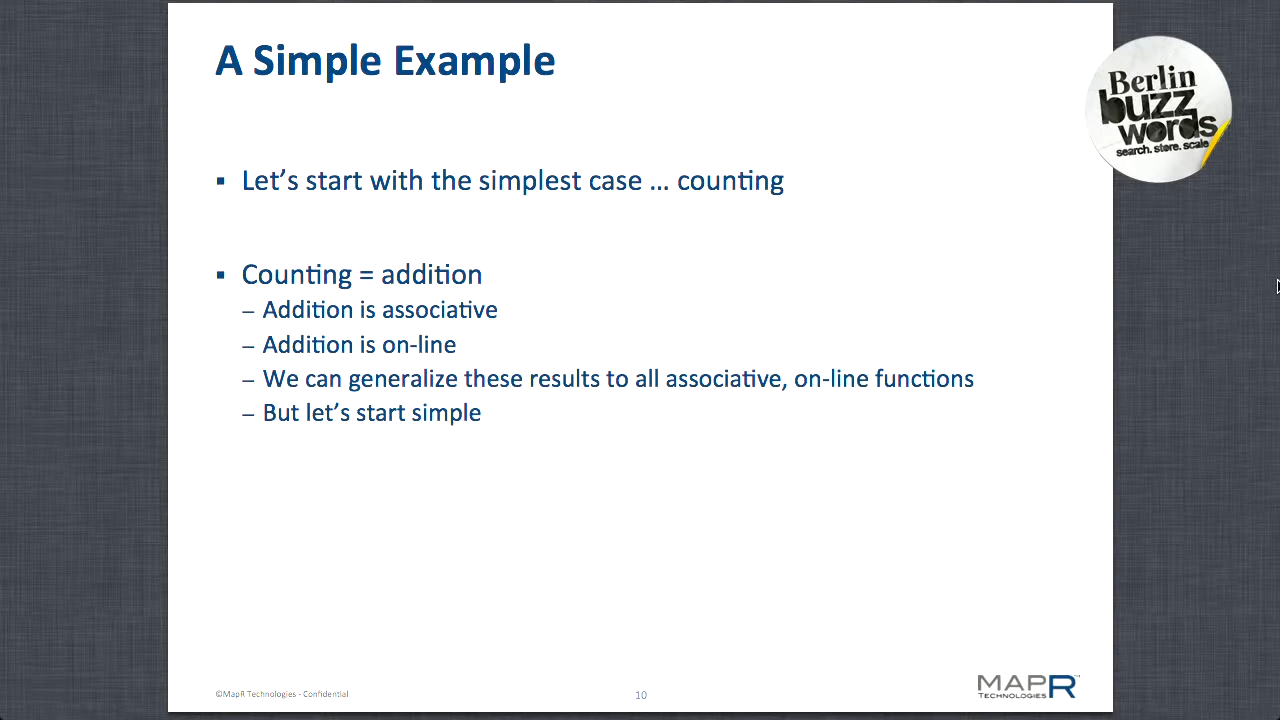 A Simple Example
Berlin
buzz
words
search. store. scale
▪ Let’s start with the simplest case … counting
▪ Counting = addition
– Addition is associative
– Addition is on-line
– We can generalize these results to all associative, on-line functions
– But let’s start simple
©MapR Technologies - Confidential
10
MAPR™
TECHNOLOGIES